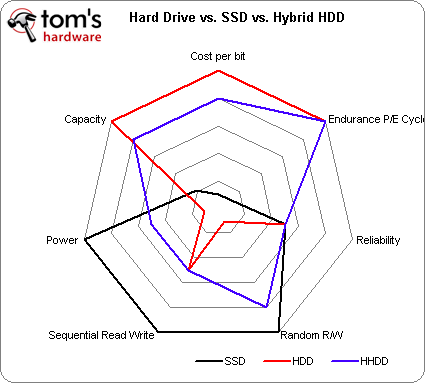 tom's
hardware
Hard Drive vs. SSD vs. Hybrid HDD
Cost per bit
Capacity
Endurance P/E Cycle
Power
Reliability
Sequential Read Write
Random R/W
SSD
HDD
HHDD